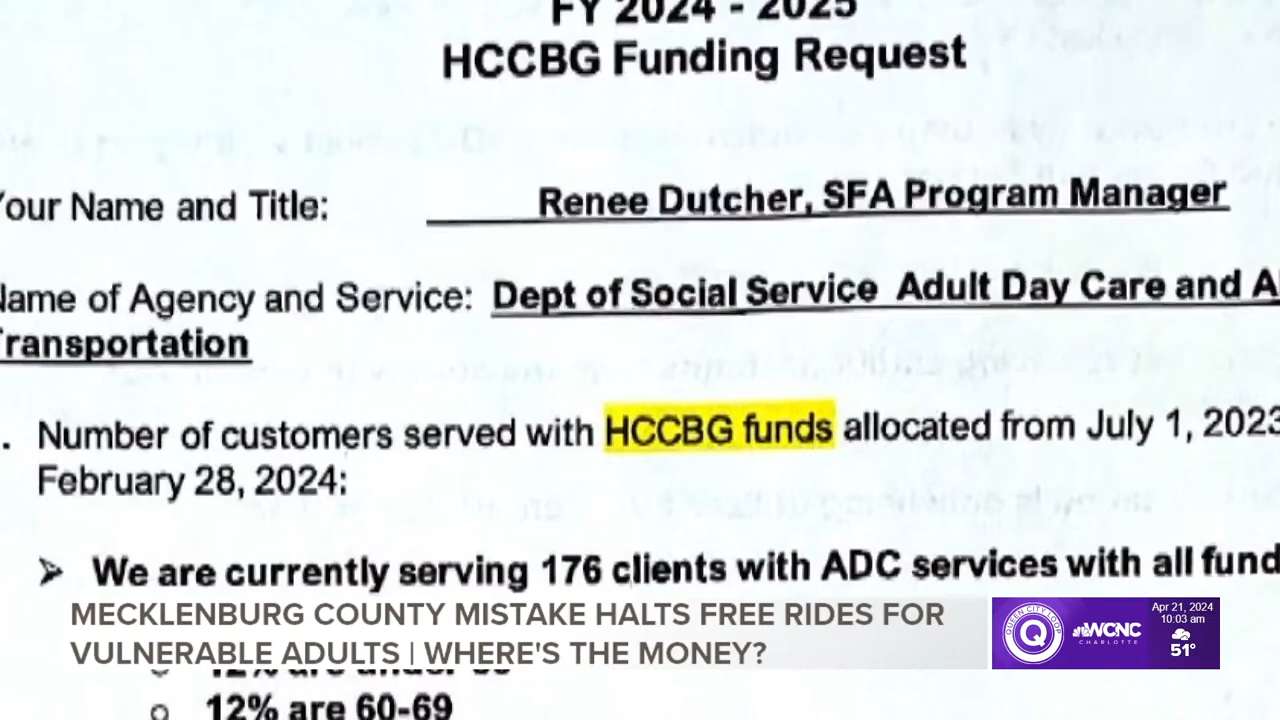 FY 2024 - 2025
HCCBG Funding Request
Your Name and Title: Renee Dutcher, SFA Program Manager
Name of Agency and Service: Dept of Social Service Adult Day Care and
Transportation
Number of customers served with HCCBG funds allocated from July 1, 2023
February 28, 2024:
➤ We are currently serving 176 clients with ADC services with all fund
MECKLENBURG COUNTY MISTAKE HALTS FREE RIDES FOR
VULNERABLE ADULTS | WHERE'S THE MONEY?
QUEEN CITY LOOP
Q
WCNC
CHARLOTTE
Apr 21, 2024
10:03 am
51°
o 12% are 60-69